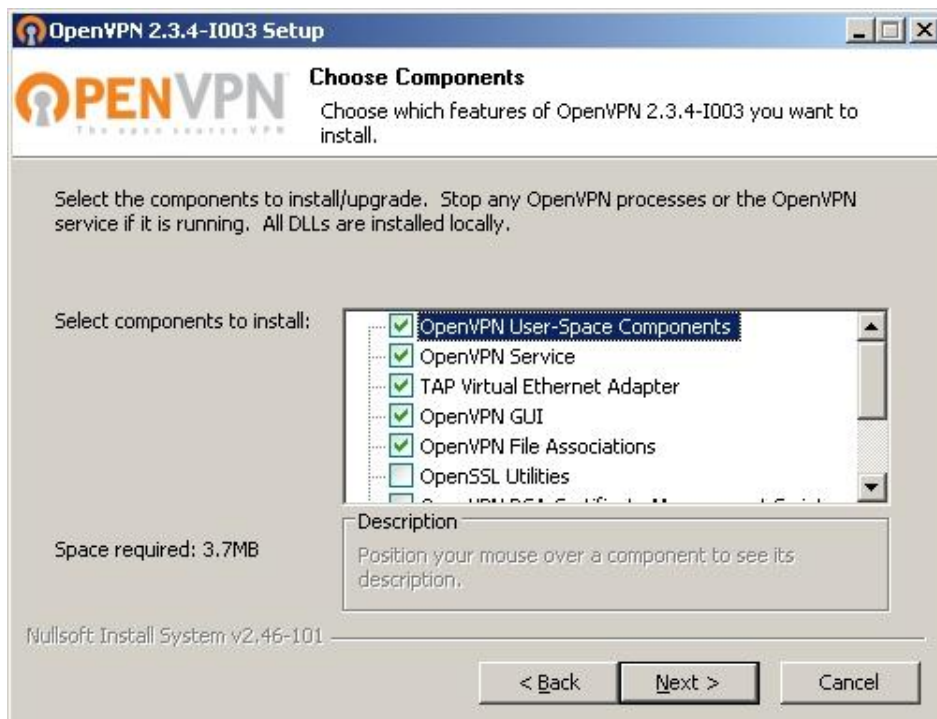 OpenVPN 2.3.4-I003 Setup
OPENVPN
The open source VPN
Choose Components
Choose which features of OpenVPN 2.3.4-I003 you want to
install.
Select the components to install/upgrade. Stop any OpenVPN processes or the OpenVPN
service if it is running. All DLLs are installed locally.
Select components to install:
OpenVPN User-Space Components
OpenVPN Service
TAP Virtual Ethernet Adapter
OpenVPN GUI
OpenVPN File Associations
OpenSSL Utilities
Space required: 3.7MB
Description
Position your mouse over a component to see its
description.
Nullsoft Install System v2.46-101
< Back
Next >
Cancel